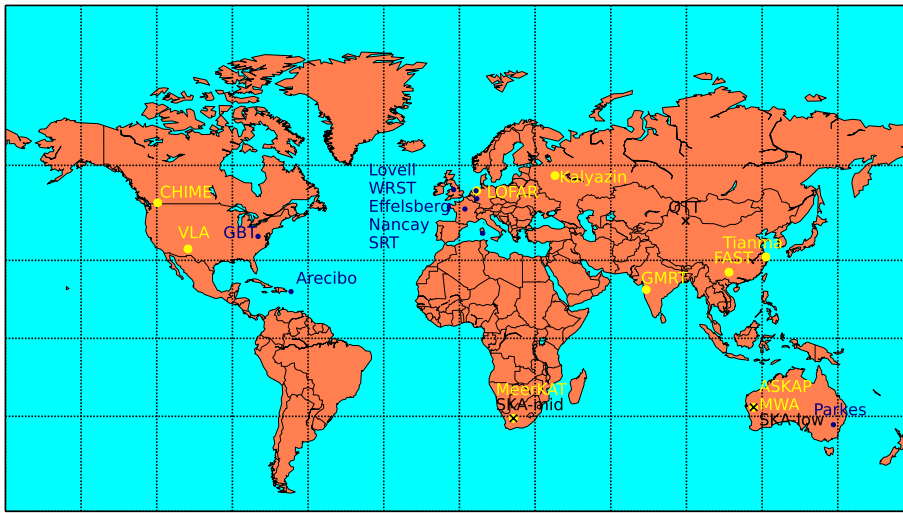 Lovell
WRST
Effelsberg
Nancay
SRT
LOFAR
Kalyazin
CHIME
VLA
GBT
QTT
Tianma
FAST
GMRT
Arecibo
MeerKAT
SKA-mid
ASKAP
MWA
SKA-low
Parkes